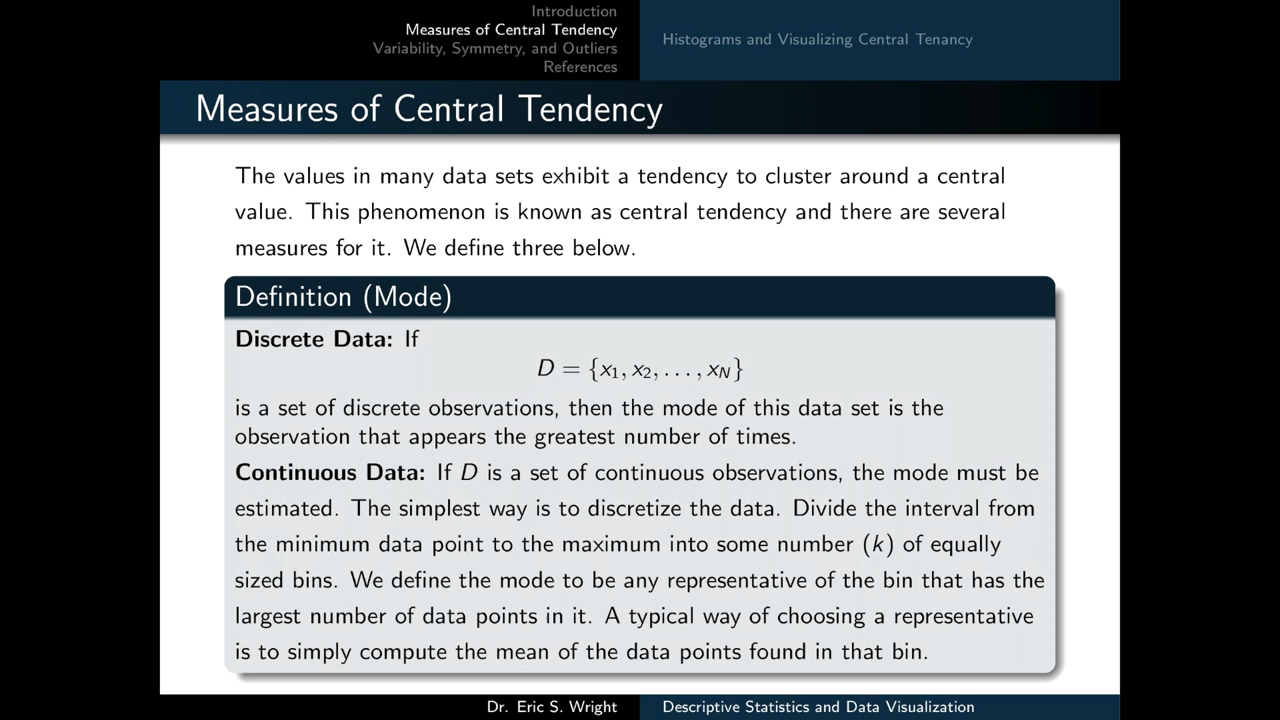 Introduction
Measures of Central Tendency
Variability, Symmetry, and Outliers
References
Histograms and Visualizing Central Tenancy
Measures of Central Tendency
The values in many data sets exhibit a tendency to cluster around a central
value. This phenomenon is known as central tendency and there are several
measures for it. We define three below.
Definition (Mode)
Discrete Data: If
D = {x₁, x₂, . . . , x_N}
is a set of discrete observations, then the mode of this data set is the
observation that appears the greatest number of times.
Continuous Data: If D is a set of continuous observations, the mode must be
estimated. The simplest way is to discretize the data. Divide the interval from
the minimum data point to the maximum into some number (k) of equally
sized bins. We define the mode to be any representative of the bin that has the
largest number of data points in it. A typical way of choosing a representative
is to simply compute the mean of the data points found in that bin.
Dr. Eric S. Wright
Descriptive Statistics and Data Visualization